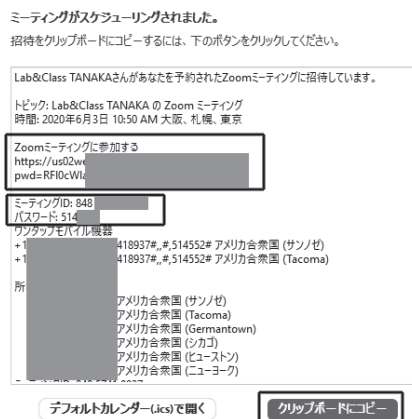 ミーティングがスケジューリングされました。
招待をクリップボードにコピーするには、下のボタンをクリックしてください。
Lab&Class TANAKAさんがあなたを予約されたZoomミーティングに招待しています。
トピック: Lab&Class TANAKA の Zoom ミーティング
時間: 2020年6月3日 10:50 AM 大阪、札幌、東京
Zoomミーティングに参加する
https://us02we
pwd=RFl0cWla
ミーティングID: 848
パスワード: 514
ワンタップモバイル機器
+1 418937#,,#,514552# アメリカ合衆国 (サンノゼ)
+1 418937#,,#,514552# アメリカ合衆国 (Tacoma)
所
アメリカ合衆国 (サンノゼ)
アメリカ合衆国 (Tacoma)
アメリカ合衆国 (Germantown)
アメリカ合衆国 (シカゴ)
アメリカ合衆国 (ヒューストン)
アメリカ合衆国 (ニューヨーク)
デフォルトカレンダー(.ics)で開く
クリップボードにコピー